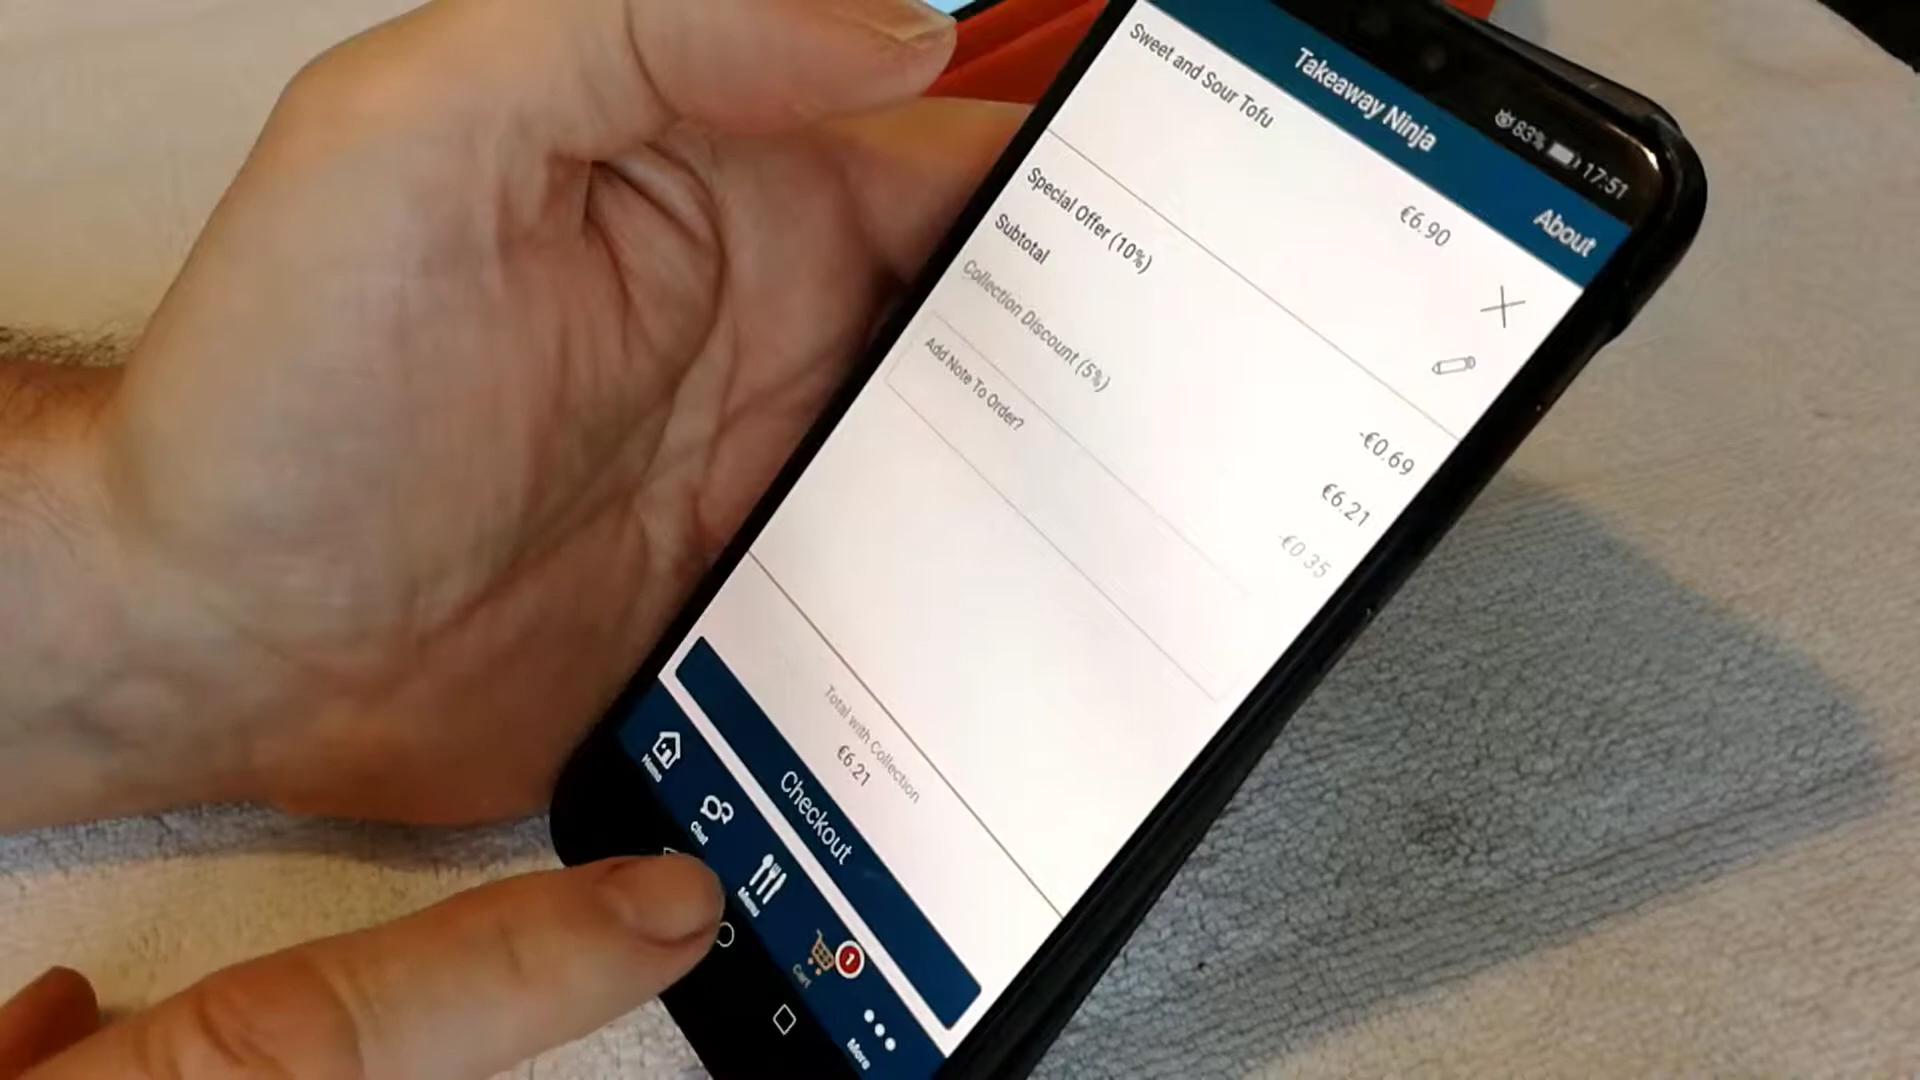 83% 17:51
Takeaway Ninja
About
Sweet and Sour Tofu
€6.90
Special Offer (10%)
-€0.69
Subtotal
€6.21
Collection Discount (5%)
-€0.35
Add Note To Order?
Total with Collection
€6.21
Checkout
Home
Chat
Menu
Cart
1
More